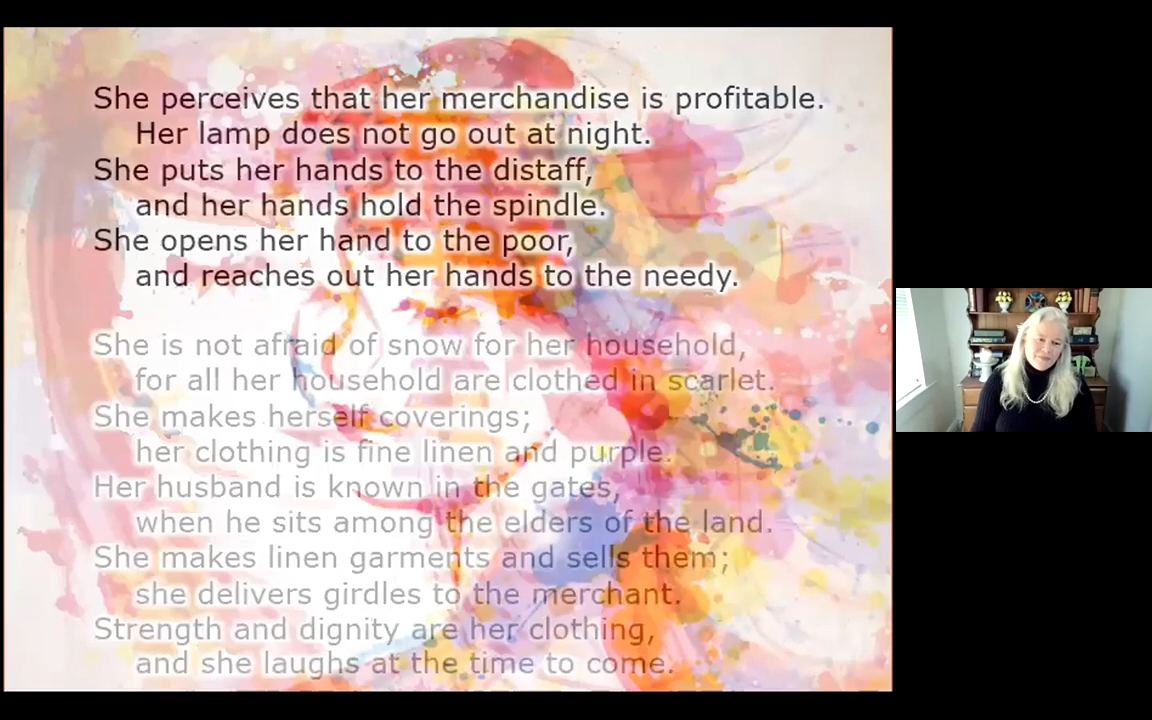 She perceives that her merchandise is profitable.
Her lamp does not go out at night.
She puts her hands to the distaff,
and her hands hold the spindle.
She opens her hand to the poor,
and reaches out her hands to the needy.
She is not afraid of snow for her household,
for all her household are clothed in scarlet.
She makes herself coverings;
her clothing is fine linen and purple.
Her husband is known in the gates,
when he sits among the elders of the land.
She makes linen garments and sells them;
she delivers girdles to the merchant.
Strength and dignity are her clothing,
and she laughs at the time to come.